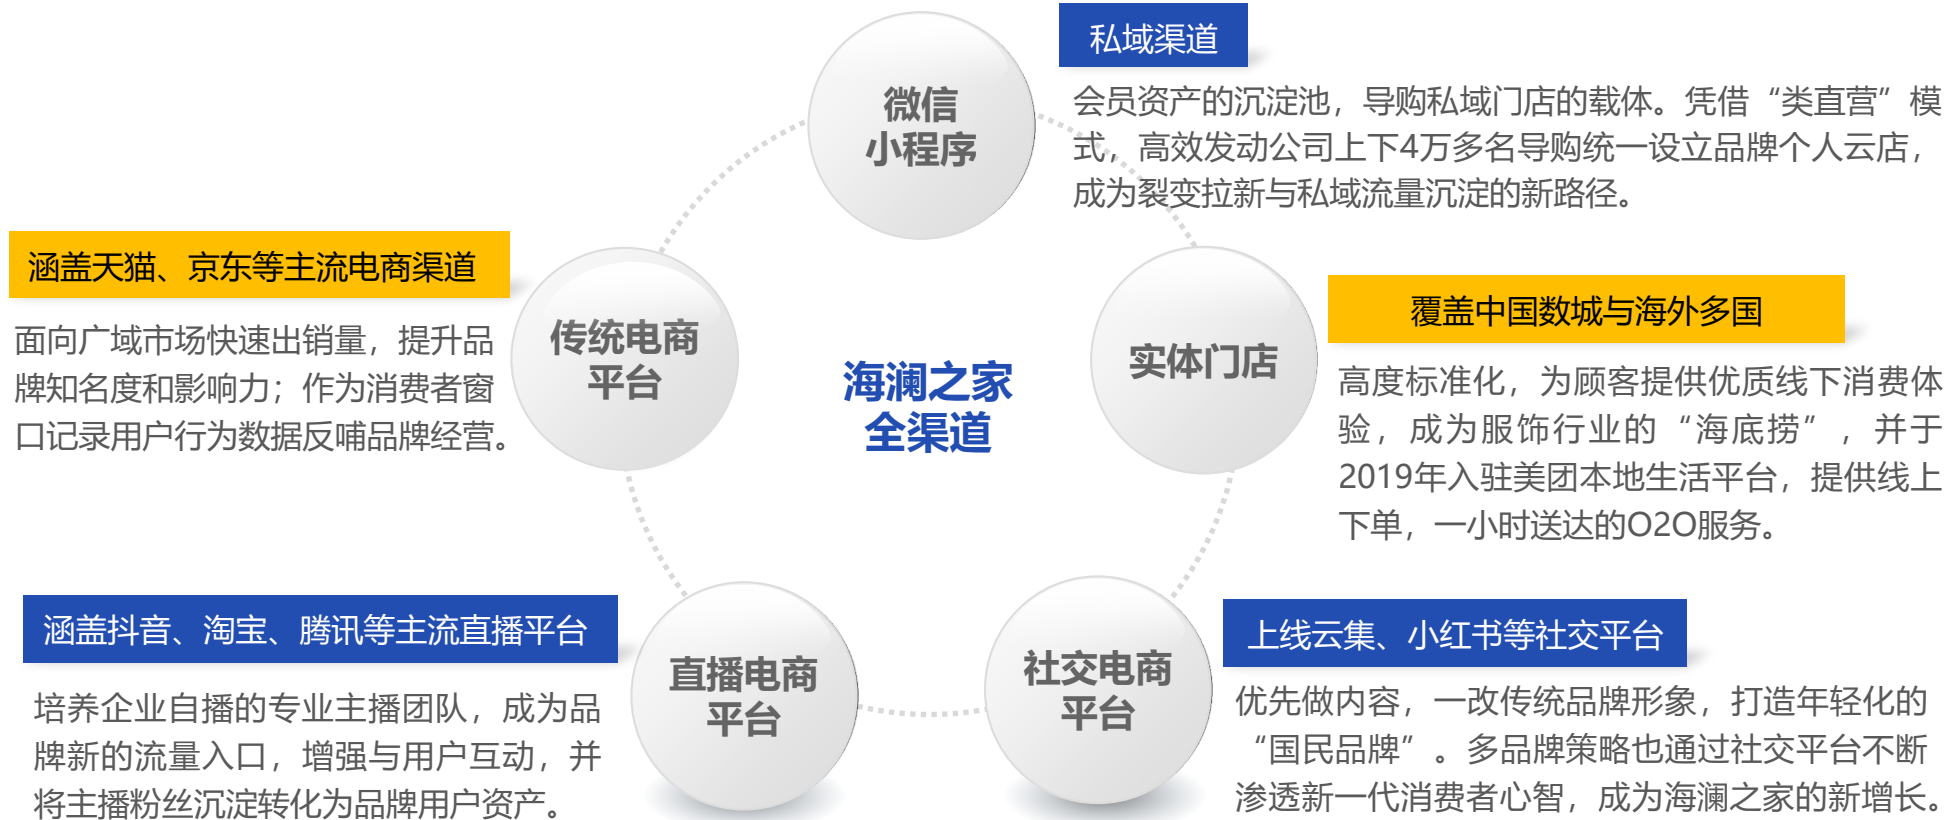 私域渠道
微信
小程序
会员资产的沉淀池，导购私域门店的载体。凭借“类直营”模
式，高效发动公司上下4万多名导购统一设立品牌个人云店，
成为裂变拉新与私域流量沉淀的新路径。
涵盖天猫、京东等主流电商渠道
面向广域市场快速出销量，提升品
牌知名度和影响力；作为消费者窗
口记录用户行为数据反哺品牌经营。
传统电商
平台
海澜之家
全渠道
实体门店
覆盖中国数城与海外多国
高度标准化，为顾客提供优质线下消费体
验，成为服饰行业的“海底捞”，并于
2019年入驻美团本地生活平台，提供线上
下单，一小时送达的O2O服务。
涵盖抖音、淘宝、腾讯等主流直播平台
培养企业自播的专业主播团队，成为品
牌新的流量入口，增强与用户互动，并
将主播粉丝沉淀转化为品牌用户资产。
直播电商
平台
社交电商
平台
上线云集、小红书等社交平台
优先做内容，一改传统品牌形象，打造年轻化的
“国民品牌”。多品牌策略也通过社交平台不断
渗透新一代消费者心智，成为海澜之家的新增长。